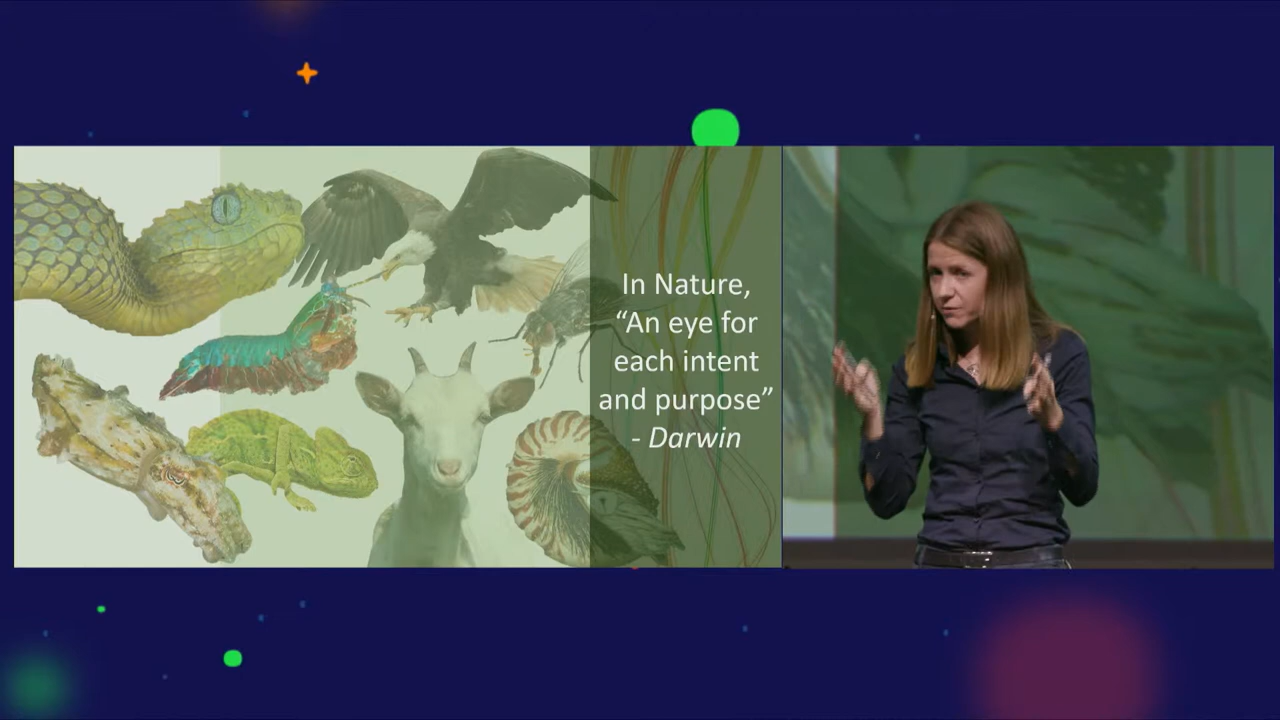 In Nature,
“An eye for
each intent
and purpose”
- Darwin